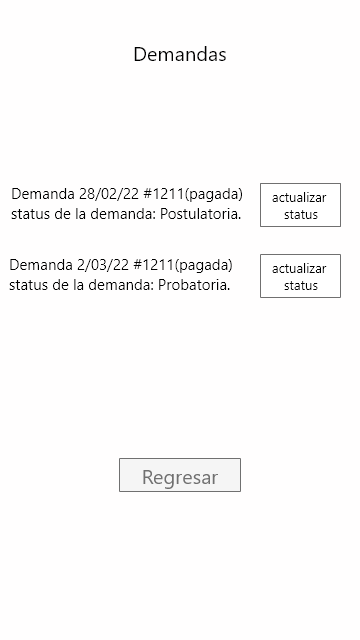 Demandas
Demanda 28/02/22 #1211(pagada)
status de la demanda: Postulatoria.
actualizar
status
Demanda 2/03/22 #1211(pagada)
status de la demanda: Probatoria.
actualizar
status
Regresar